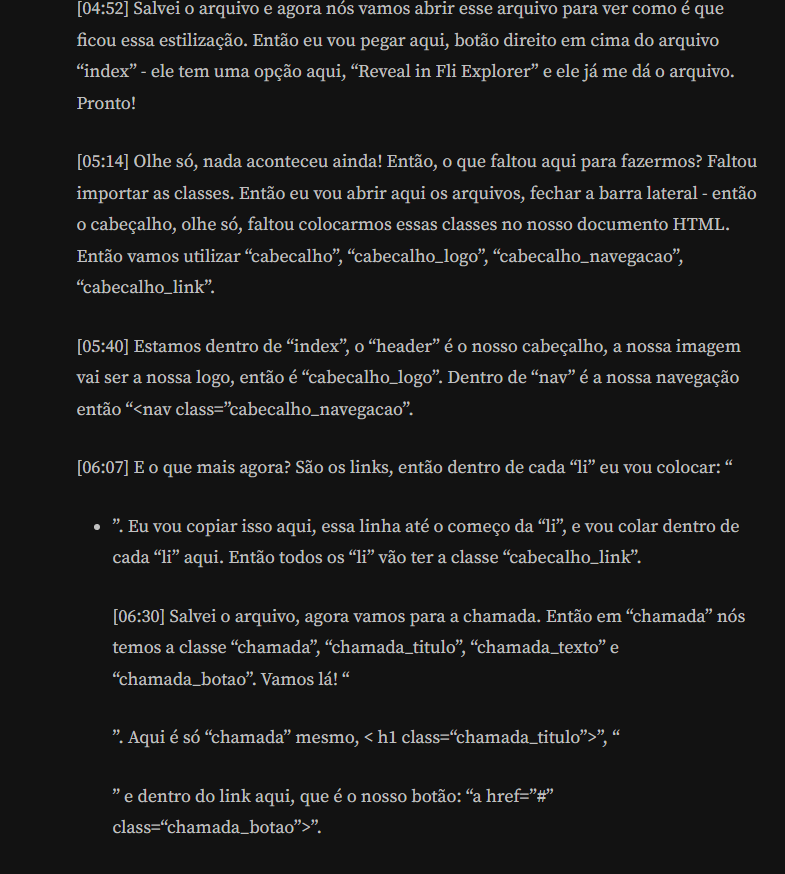 [04:52] Salvei o arquivo e agora nós vamos abrir esse arquivo para ver como é que
ficou essa estilização. Então eu vou pegar aqui, botão direito em cima do arquivo
“index” - ele tem uma opção aqui, “Reveal in Fli Explorer” e ele já me dá o arquivo.
Pronto!
[05:14] Olhe só, nada aconteceu ainda! Então, o que faltou aqui para fazermos? Faltou
importar as classes. Então eu vou abrir aqui os arquivos, fechar a barra lateral - então
o cabeçalho, olhe só, faltou colocarmos essas classes no nosso documento HTML.
Então vamos utilizar “cabecalho”, “cabecalho_logo”, “cabecalho_navegacao”,
“cabecalho_link”.
[05:40] Estamos dentro de “index”, o “header” é o nosso cabeçalho, a nossa imagem
vai ser a nossa logo, então é “cabecalho_logo”. Dentro de “nav” é a nossa navegação
então “<nav class=”cabecalho_navegacao”.
[06:07] E o que mais agora? São os links, então dentro de cada “li” eu vou colocar: “
• ”. Eu vou copiar isso aqui, essa linha até o começo da “li”, e vou colar dentro de
cada “li” aqui. Então todos os “li” vão ter a classe “cabecalho_link”.
[06:30] Salvei o arquivo, agora vamos para a chamada. Então em “chamada” nós
temos a classe “chamada”, “chamada_titulo”, “chamada_texto” e
“chamada_botao”. Vamos lá! “
”. Aqui é só “chamada” mesmo, < h1 class=“chamada_titulo”>”, “
” e dentro do link aqui, que é o nosso botão: “a href=”#”
class=“chamada_botao”>”.